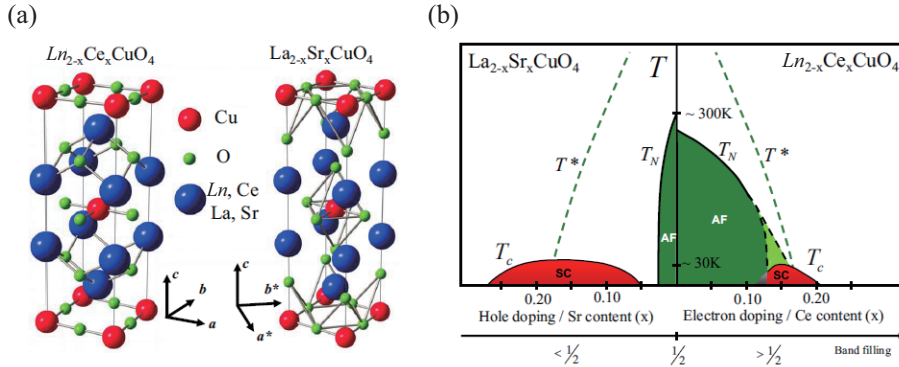 (a)
Ln2-xCexCuO4
La2-xSrxCuO4
Cu
O
Ln, Ce
La, Sr
c
b
a
c
b*
a*
(b)
La2-xSrxCuO4
T
Ln2-xCexCuO4
~ 300K
T*
TN
TN
T*
AF
AF
Tc
SC
~ 30K
SC
Tc
0.20
0.10
0.10
0.20
Hole doping / Sr content (x)
Electron doping / Ce content (x)
< 1/2
1/2
> 1/2
Band filling